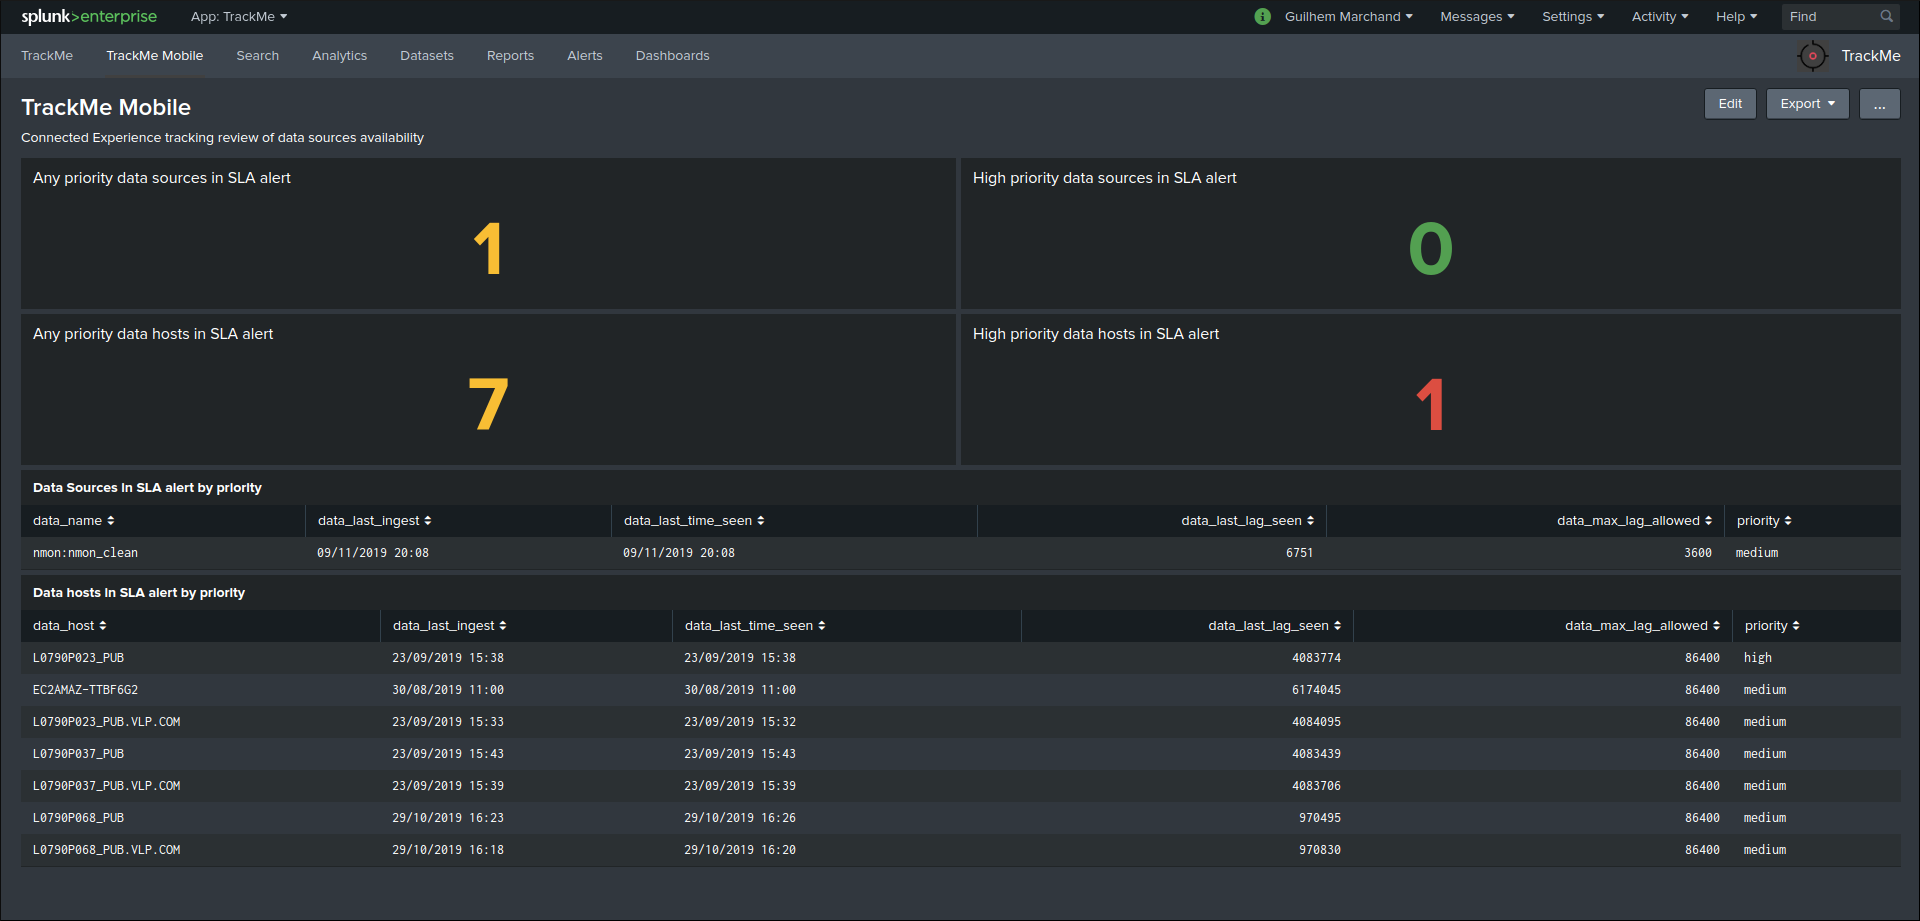 splunk>enterprise App: TrackMe i Guilhem Marchand Messages Settings Activity Help Find
TrackMe TrackMe Mobile Search Analytics Datasets Reports Alerts Dashboards TrackMe
TrackMe Mobile Edit Export ...
Connected Experience tracking review of data sources availability
Any priority data sources in SLA alert
1
High priority data sources in SLA alert
0
Any priority data hosts in SLA alert
7
High priority data hosts in SLA alert
1
Data Sources in SLA alert by priority
data_name data_last_ingest data_last_time_seen data_last_lag_seen data_max_lag_allowed priority
nmon:nmon_clean 09/11/2019 20:08 09/11/2019 20:08 6751 3600 medium
Data hosts in SLA alert by priority
data_host data_last_ingest data_last_time_seen data_last_lag_seen data_max_lag_allowed priority
L0790P023_PUB 23/09/2019 15:38 23/09/2019 15:38 4083774 86400 high
EC2AMAZ-TTBF6G2 30/08/2019 11:00 30/08/2019 11:00 6174045 86400 medium
L0790P023_PUB.VLP.COM 23/09/2019 15:33 23/09/2019 15:32 4084095 86400 medium
L0790P037_PUB 23/09/2019 15:43 23/09/2019 15:43 4083439 86400 medium
L0790P037_PUB.VLP.COM 23/09/2019 15:39 23/09/2019 15:39 4083706 86400 medium
L0790P068_PUB 29/10/2019 16:23 29/10/2019 16:26 970495 86400 medium
L0790P068_PUB.VLP.COM 29/10/2019 16:18 29/10/2019 16:20 970830 86400 medium